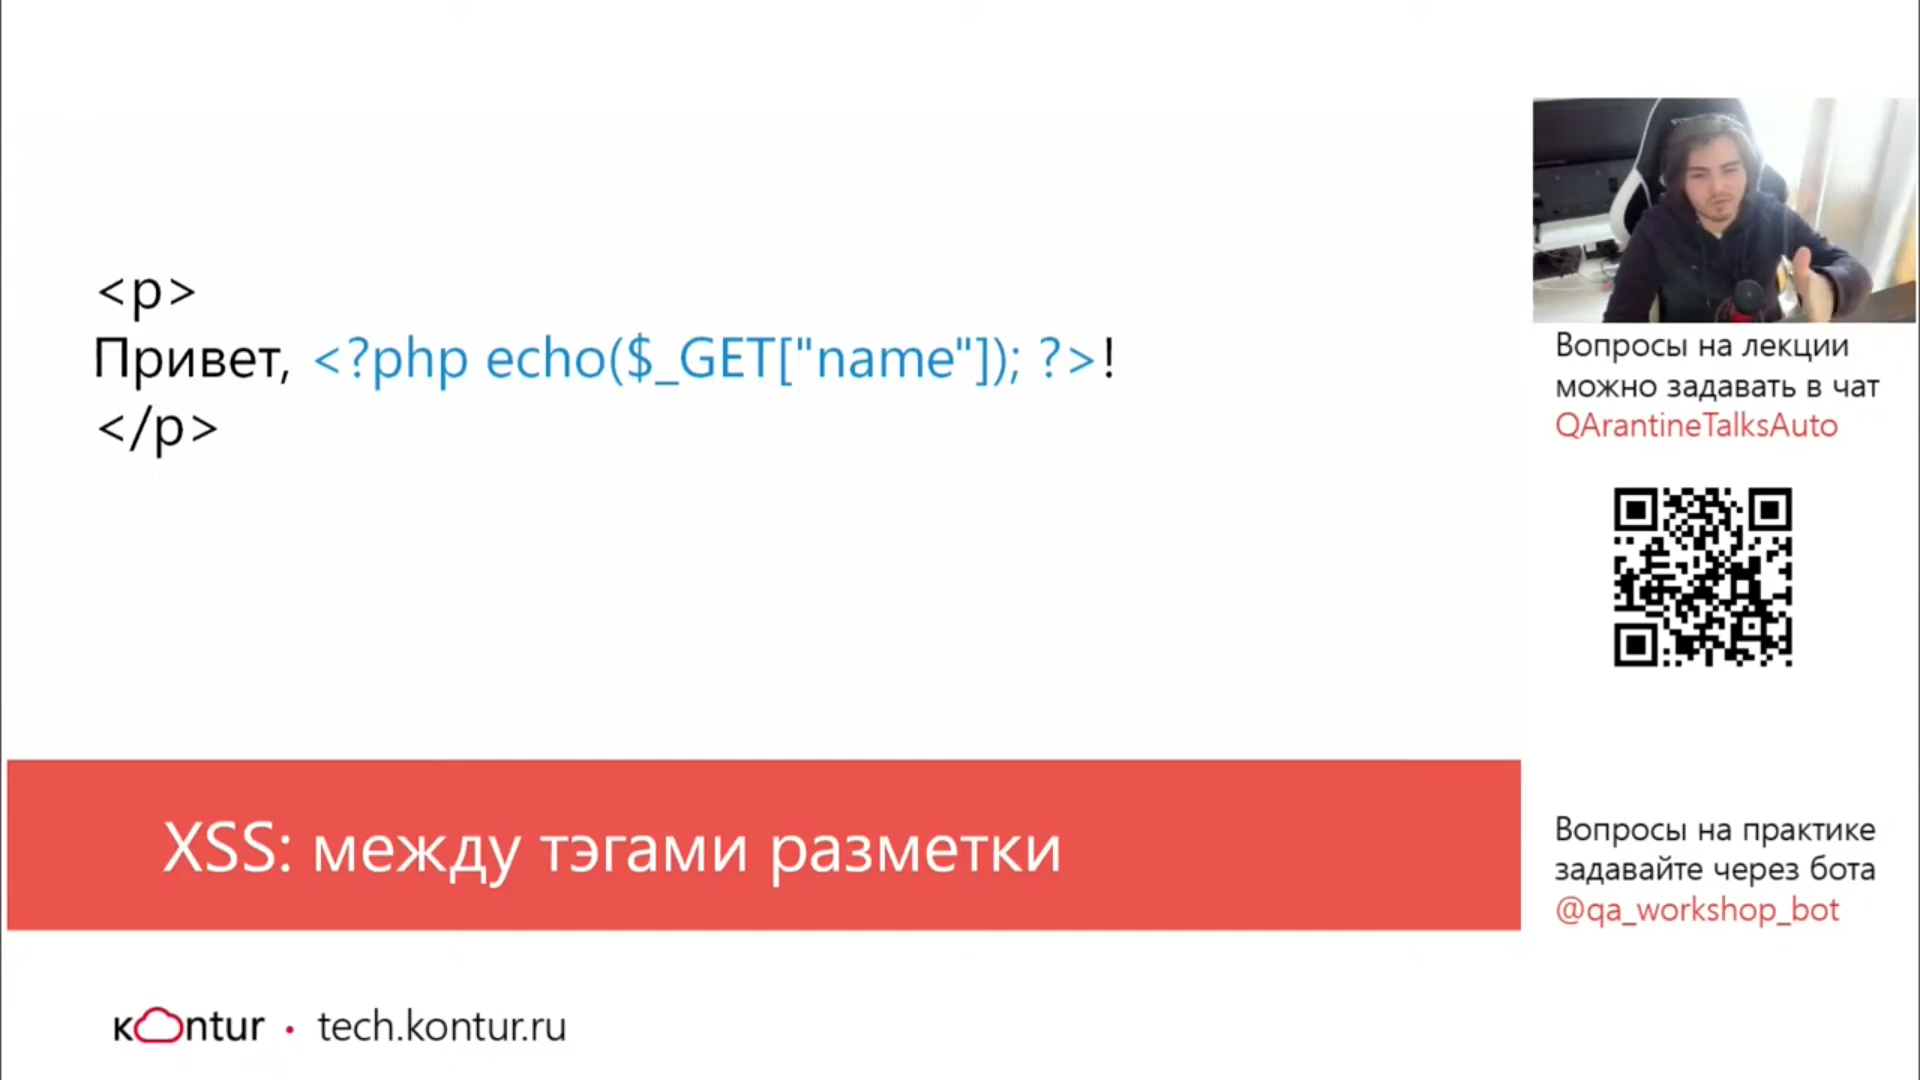 <p>
Привет, <?php echo($_GET["name"]); ?>!
</p>
XSS: между тэгами разметки
контur • tech.kontur.ru
Вопросы на лекции
можно задавать в чат
QArantineTalksAuto
Вопросы на практике
задавайте через бота
@qa_workshop_bot